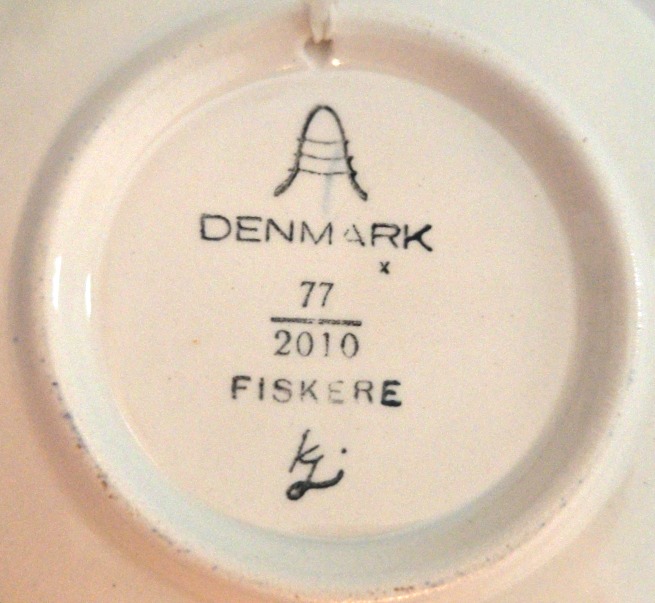 DENMARK
x
77
2010
FISKERE